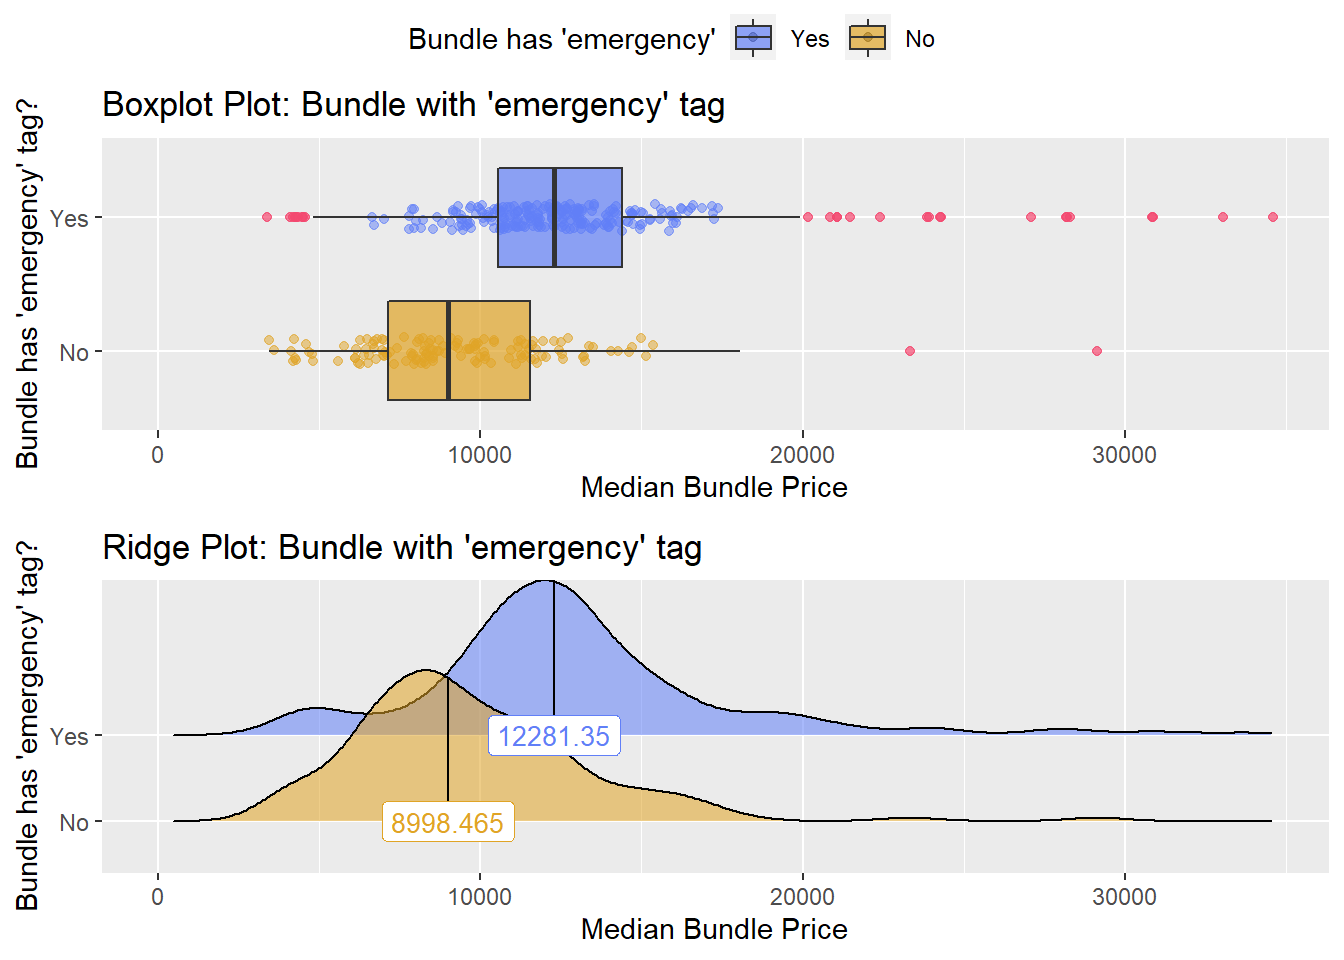 Bundle has 'emergency' Yes No
Boxplot Plot: Bundle with 'emergency' tag
Bundle has 'emergency' tag?
Yes
No
0 10000 20000 30000
Median Bundle Price
Ridge Plot: Bundle with 'emergency' tag
Bundle has 'emergency' tag?
Yes
12281.35
No
8998.465
0 10000 20000 30000
Median Bundle Price